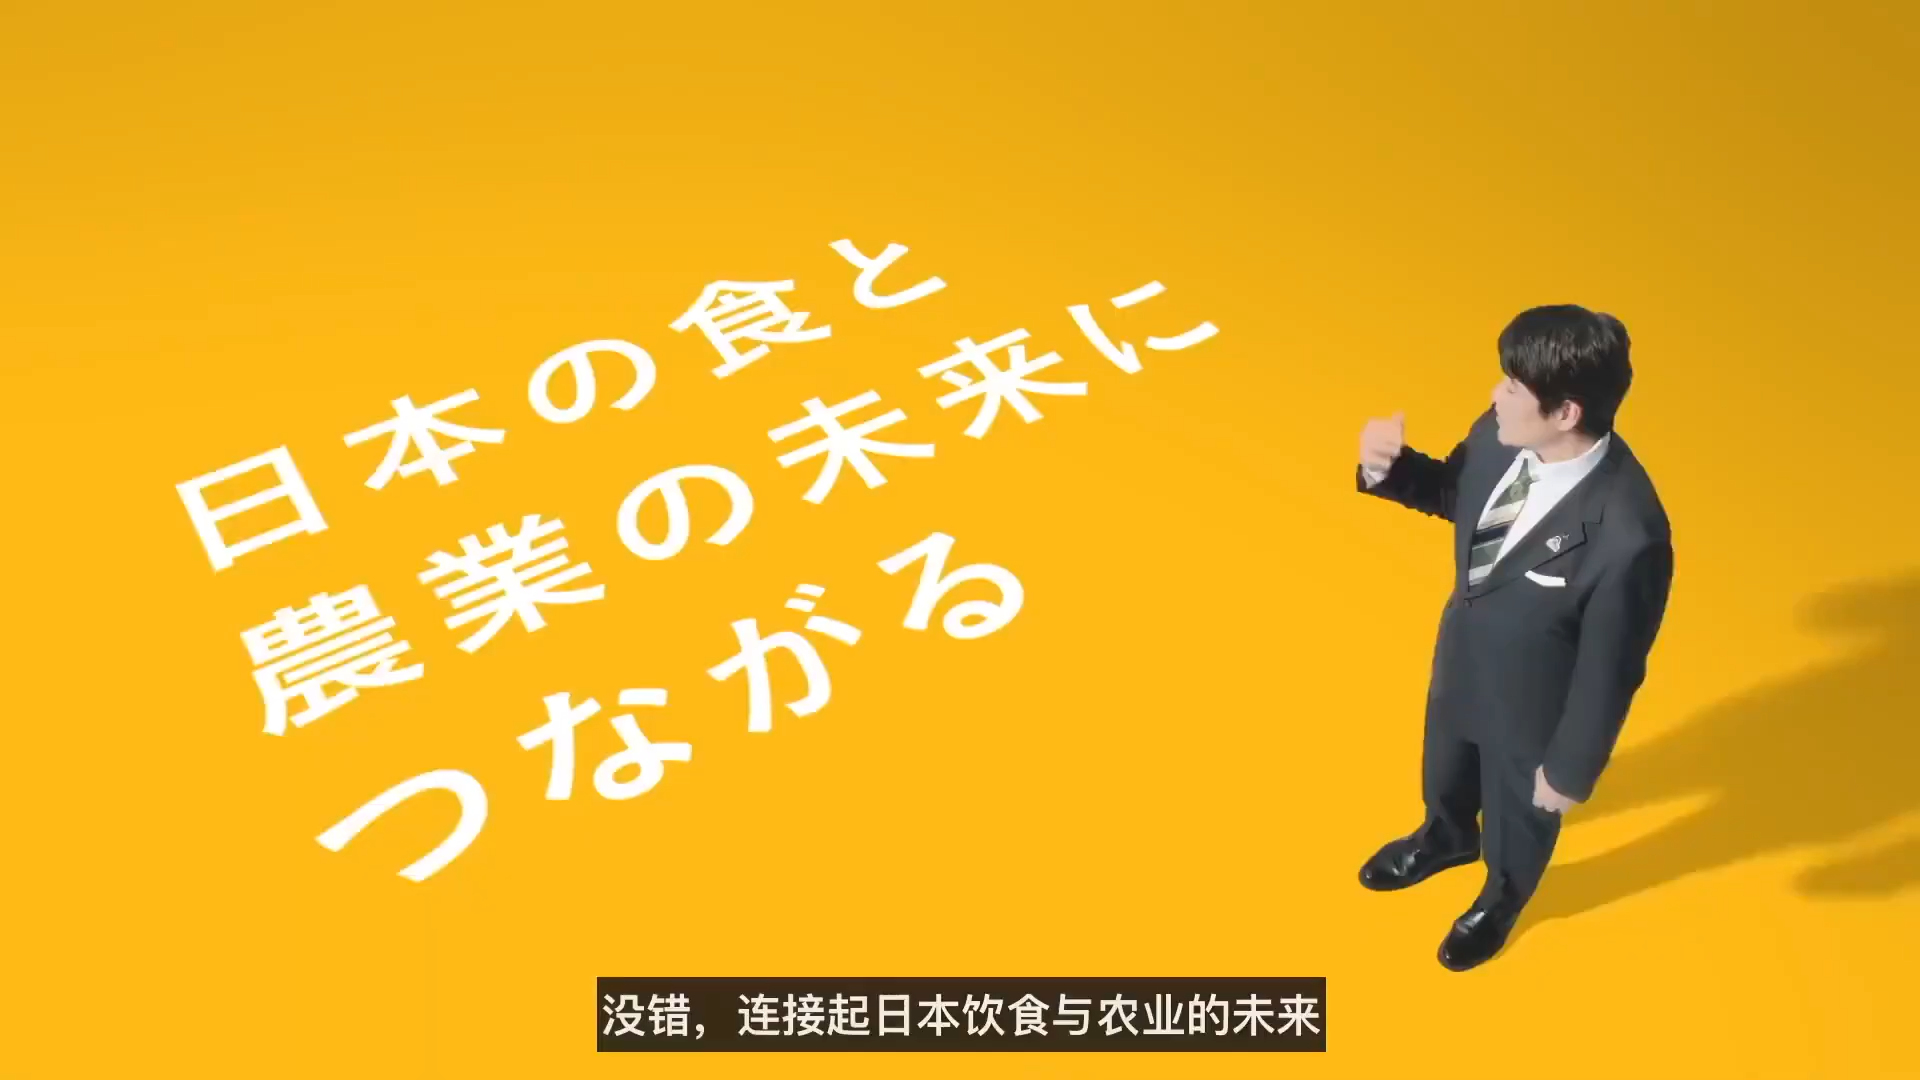 日本の食と
農業の未来に
つながる
没错，连接起日本饮食与农业的未来